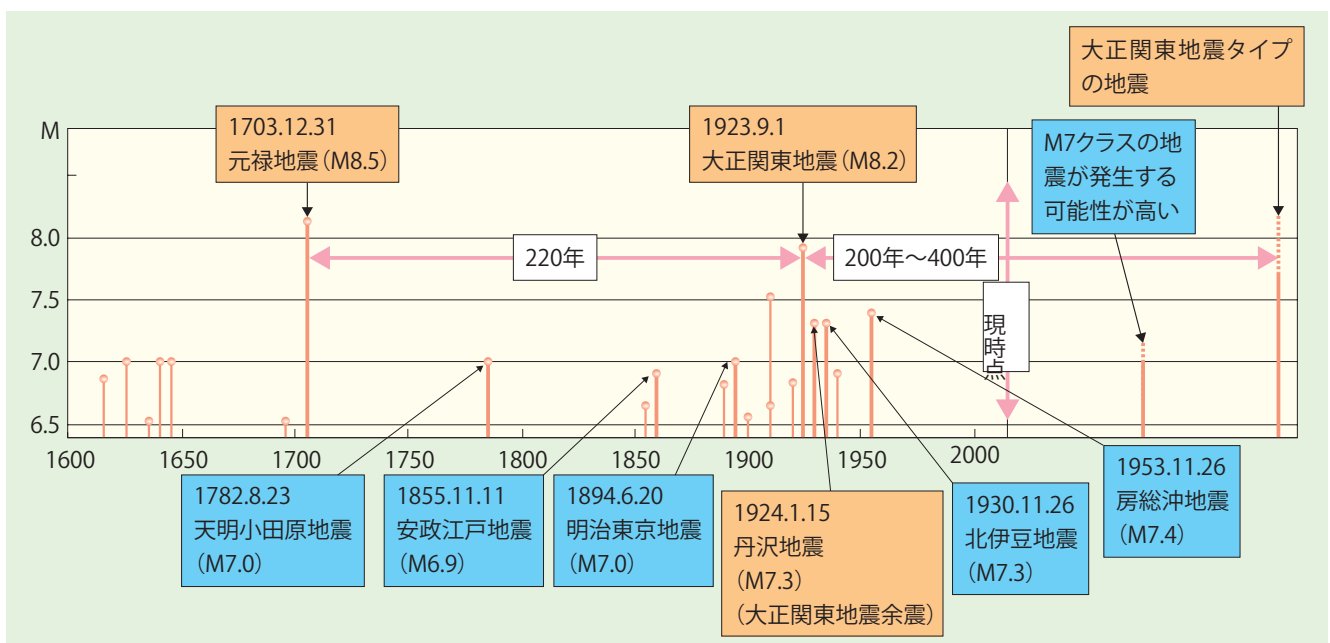 大正関東地震タイプ
の地震
1703.12.31
元禄地震（M8.5）
1923.9.1
大正関東地震（M8.2）
M7クラスの地
震が発生する
可能性が高い
M
8.0
7.5
7.0
6.5
220年
200年～400年
現時点
1600
1650
1700
1750
1800
1850
1900
1950
2000
1782.8.23
天明小田原地震
（M7.0）
1855.11.11
安政江戸地震
（M6.9）
1894.6.20
明治東京地震
（M7.0）
1924.1.15
丹沢地震
（M7.3）
（大正関東地震余震）
1930.11.26
北伊豆地震
（M7.3）
1953.11.26
房総沖地震
（M7.4）